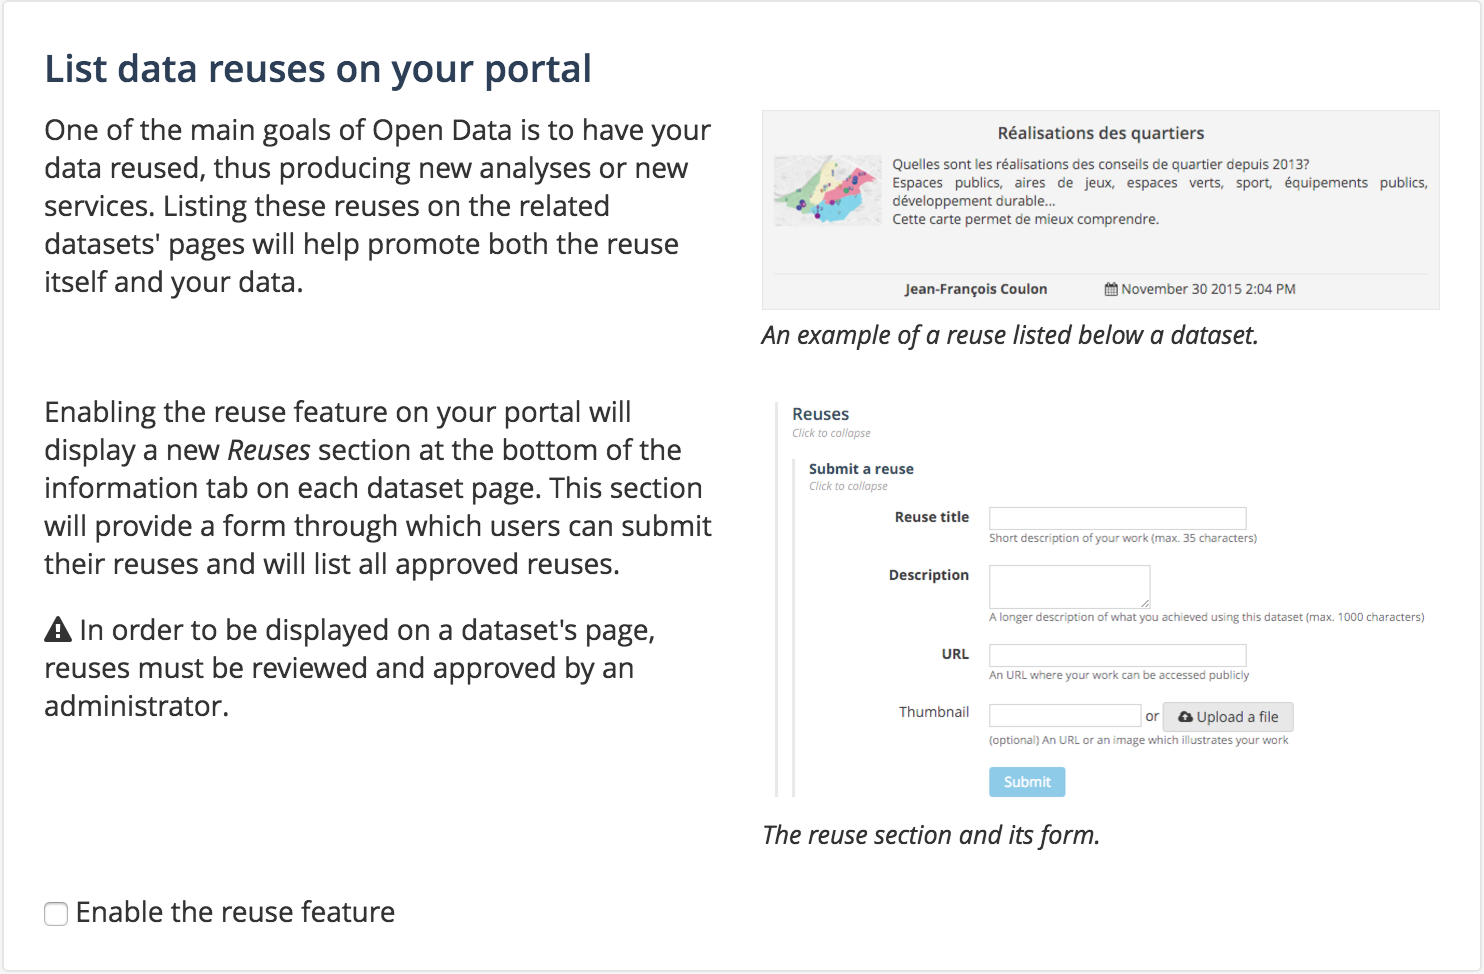 List data reuses on your portal
One of the main goals of Open Data is to have your
data reused, thus producing new analyses or new
services. Listing these reuses on the related
datasets' pages will help promote both the reuse
itself and your data.
Réalisations des quartiers
Quelles sont les réalisations des conseils de quartier depuis 2013?
Espaces publics, aires de jeux, espaces verts, sport, équipements publics,
développement durable...
Cette carte permet de mieux comprendre.
Jean-François Coulon
November 30 2015 2:04 PM
An example of a reuse listed below a dataset.
Enabling the reuse feature on your portal will
display a new Reuses section at the bottom of the
information tab on each dataset page. This section
will provide a form through which users can submit
their reuses and will list all approved reuses.
In order to be displayed on a dataset's page,
reuses must be reviewed and approved by an
administrator.
Reuses
Click to collapse
Submit a reuse
Click to collapse
Reuse title
Short description of your work (max. 35 characters)
Description
A longer description of what you achieved using this dataset (max. 1000 characters)
URL
An URL where your work can be accessed publicly
Thumbnail
or Upload a file
(optional) An URL or an image which illustrates your work
Submit
The reuse section and its form.
Enable the reuse feature